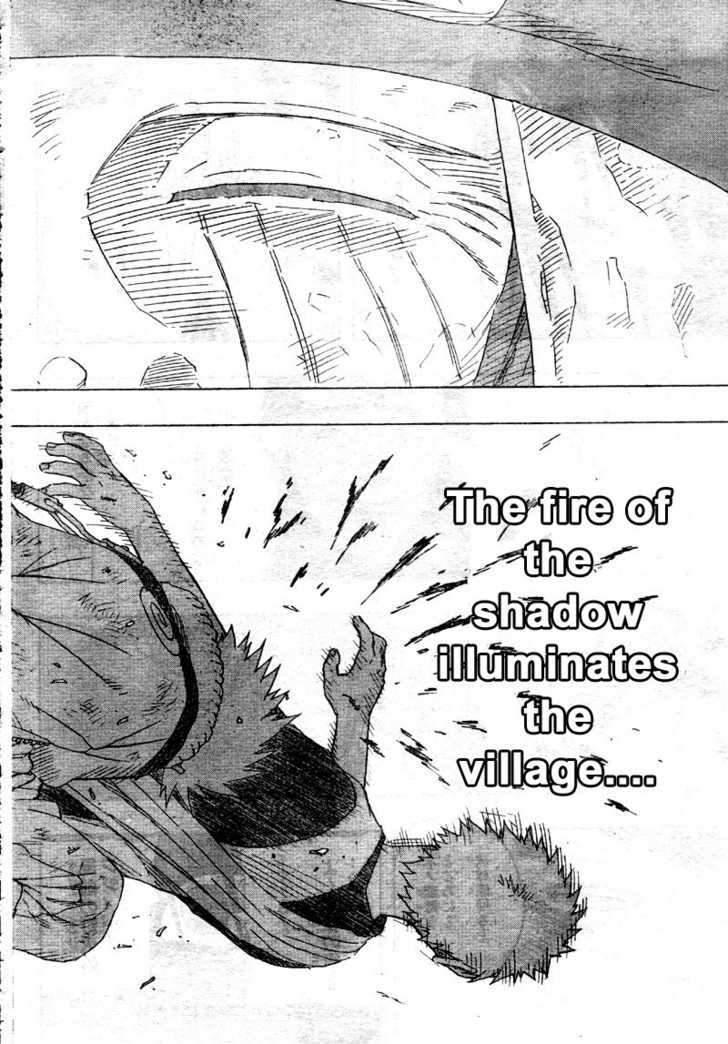 The fire of
the
shadow
illuminates
the
village....